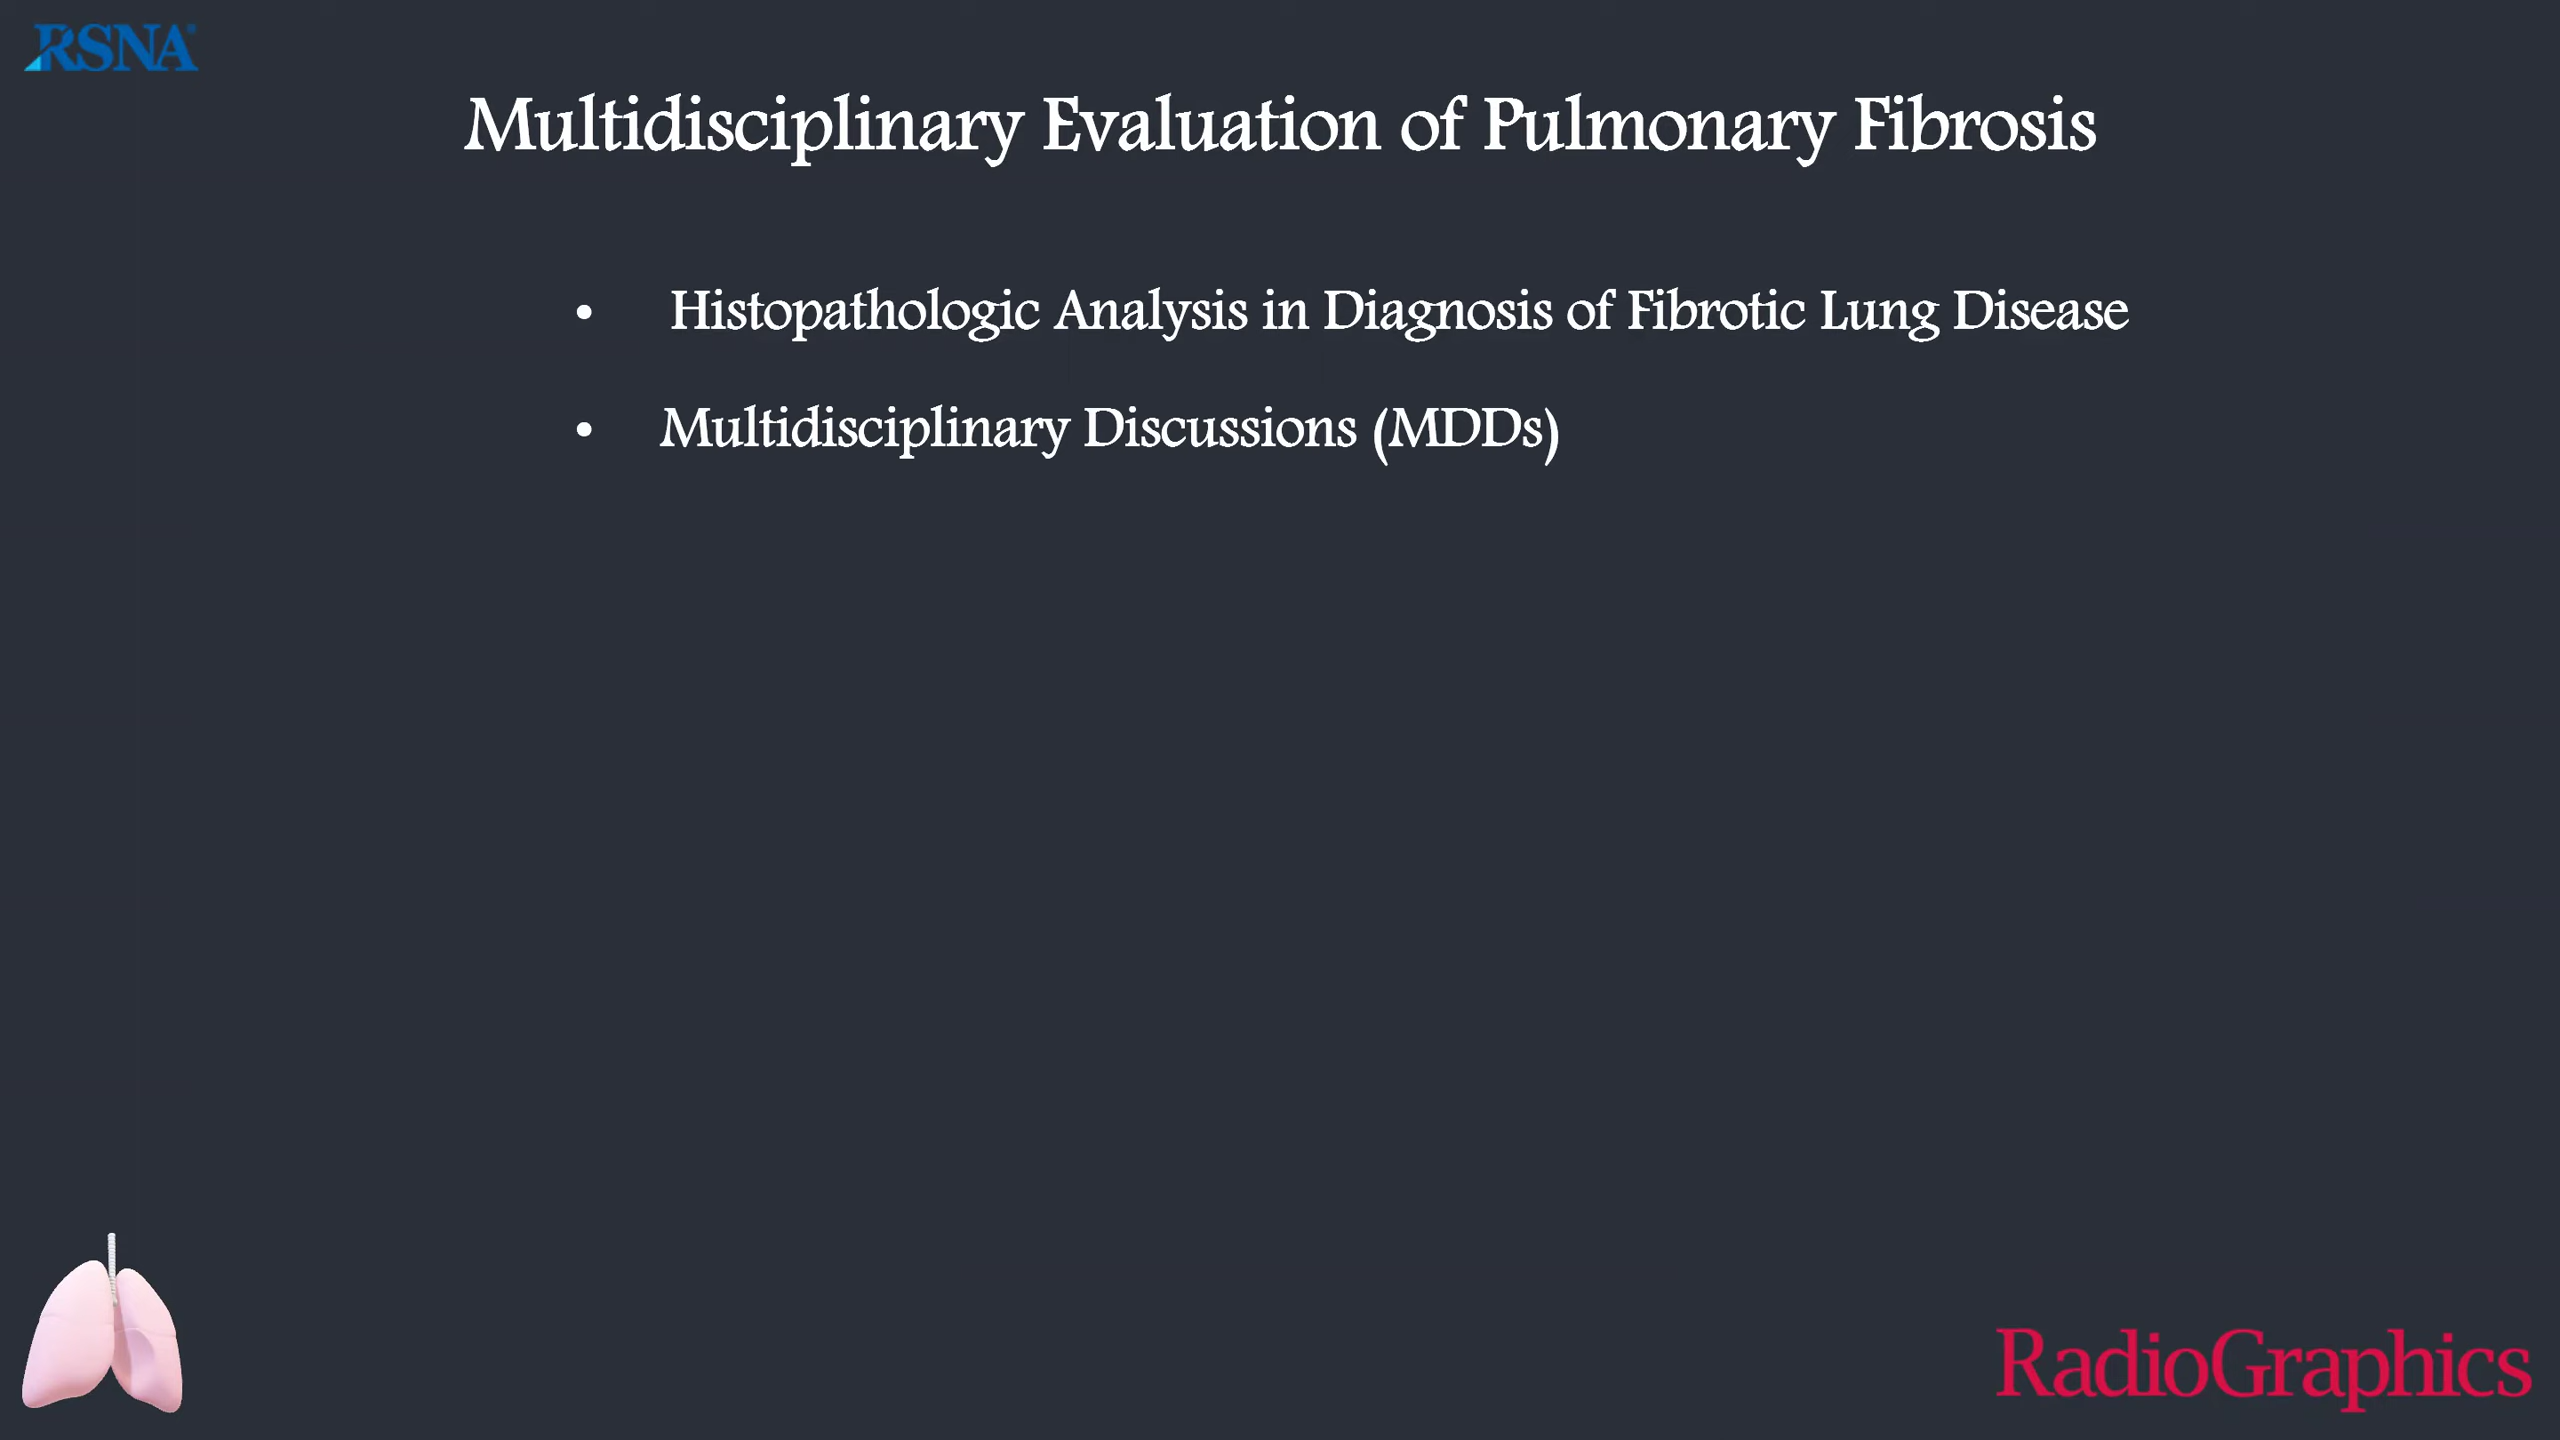 RSNA®
Multidisciplinary Evaluation of Pulmonary Fibrosis
• Histopathologic Analysis in Diagnosis of Fibrotic Lung Disease
• Multidisciplinary Discussions (MDDs)
RadioGraphics